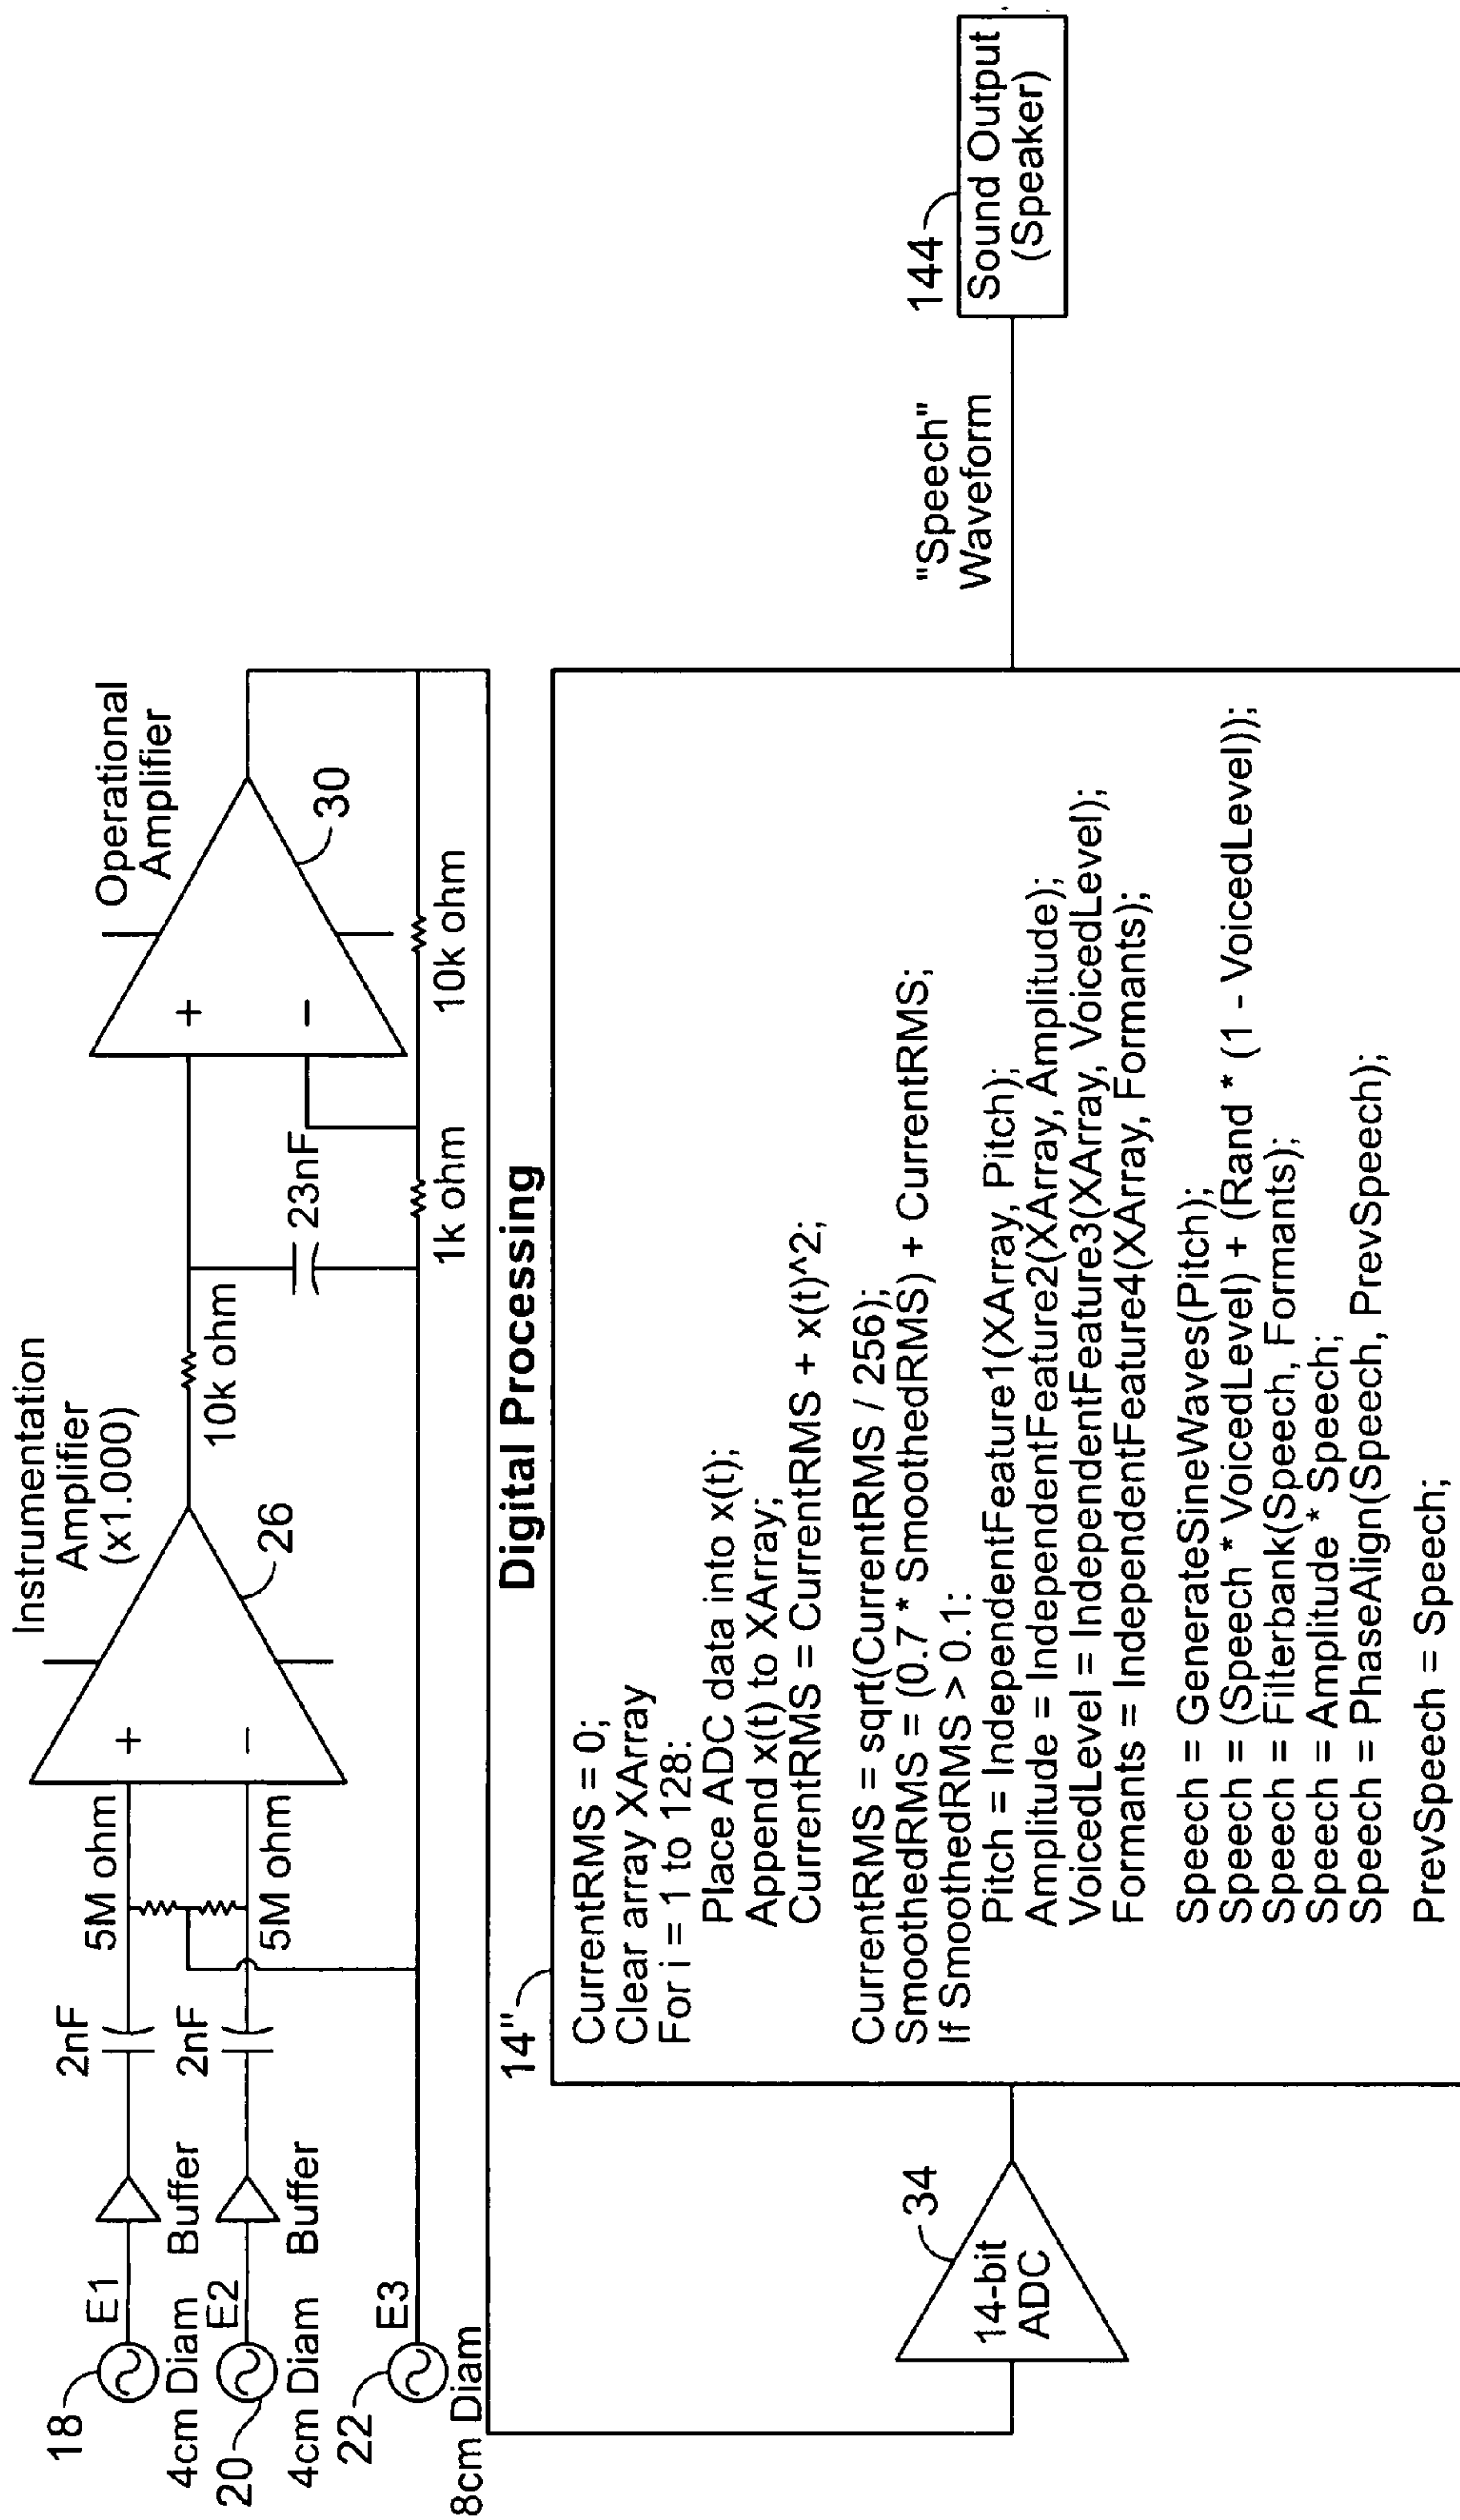 Instrumentation
Amplifier
(x1.000)
Operational
Amplifier
18
E1
4cm Diam
Buffer
2nF
5M ohm
+
−
26
10k ohm
23nF
+
−
30
20
E2
4cm Diam
Buffer
2nF
5M ohm
22
E3
8cm Diam
1k ohm
10k ohm
Digital Processing
14"
CurrentRMS = 0;
Clear array XArray
For i = 1 to 128:
Place ADC data into x(t);
Append x(t) to XArray;
CurrentRMS = CurrentRMS + x(t)^2;
CurrentRMS = sqrt(CurrentRMS / 256);
SmoothedRMS = (0.7 * SmoothedRMS) + CurrentRMS;
If SmoothedRMS > 0.1:
Pitch = IndependentFeature1(XArray, Pitch);
Amplitude = IndependentFeature2(XArray, Amplitude);
VoicedLevel = IndependentFeature3(XArray, VoicedLevel);
Formants = IndependentFeature4(XArray, Formants);
Speech = GenerateSineWaves(Pitch);
Speech = (Speech * VoicedLevel) + (Rand * (1 - VoicedLevel));
Speech = Filterbank(Speech, Formants);
Speech = Amplitude * Speech;
Speech = PhaseAlign(Speech, PrevSpeech);
PrevSpeech = Speech;
34
14-bit
ADC
"Speech"
Waveform
144
Sound Output
(Speaker)